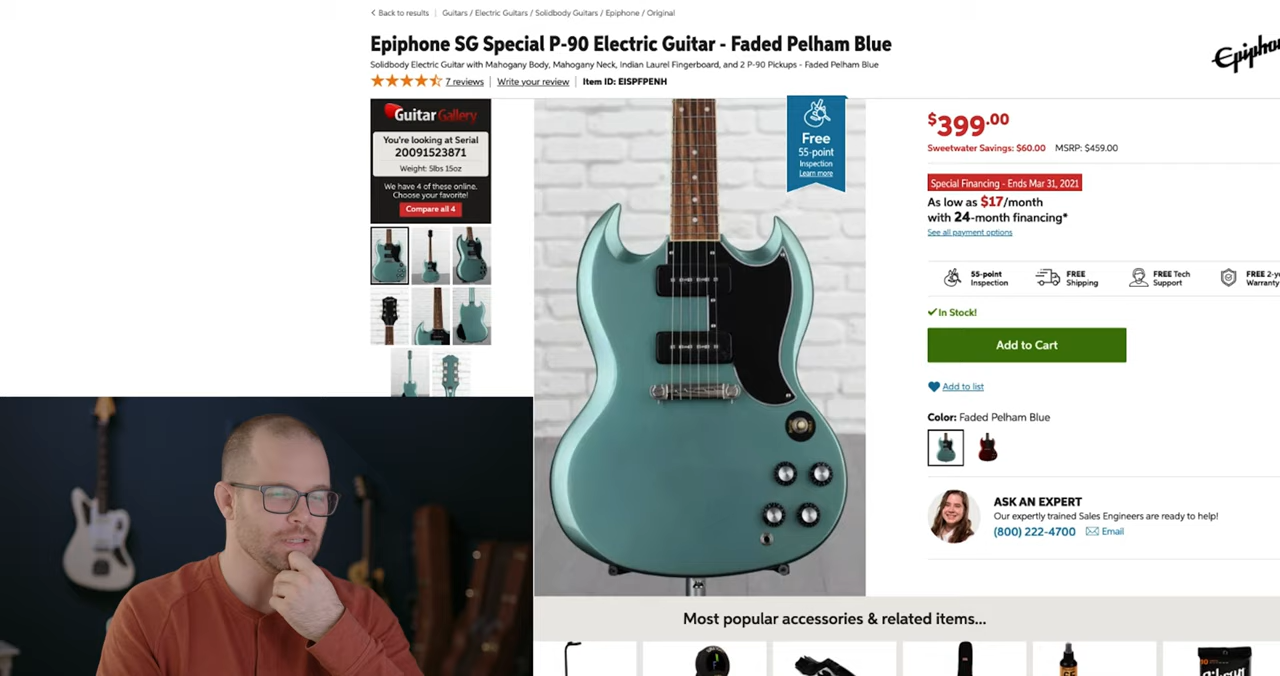 Back to results
Guitars / Electric Guitars / Solidbody Guitars / Epiphone / Original
Epiphone SG Special P-90 Electric Guitar - Faded Pelham Blue
Solidbody Electric Guitar with Mahogany Body, Mahogany Neck, Indian Laurel Fingerboard, and 2 P-90 Pickups - Faded Pelham Blue
7 reviews | Write your review | Item ID: EISPFPENH
Guitar Gallery
You're looking at Serial
20091523871
Weight: 5lbs 15oz
We have 4 of these online.
Choose your favorite!
Compare all 4
Free
55-point
Inspection
Learn more
$399.00
Sweetwater Savings: $60.00 MSRP: $459.00
Special Financing - Ends Mar 31, 2021
As low as $17/month
with 24-month financing*
See all payment options
55-point
Inspection
FREE
Shipping
FREE Tech
Support
FREE 2-y
Warranty
In Stock!
Add to Cart
Add to list
Color: Faded Pelham Blue
ASK AN EXPERT
Our expertly trained Sales Engineers are ready to help!
(800) 222-4700 Email
Most popular accessories & related items...